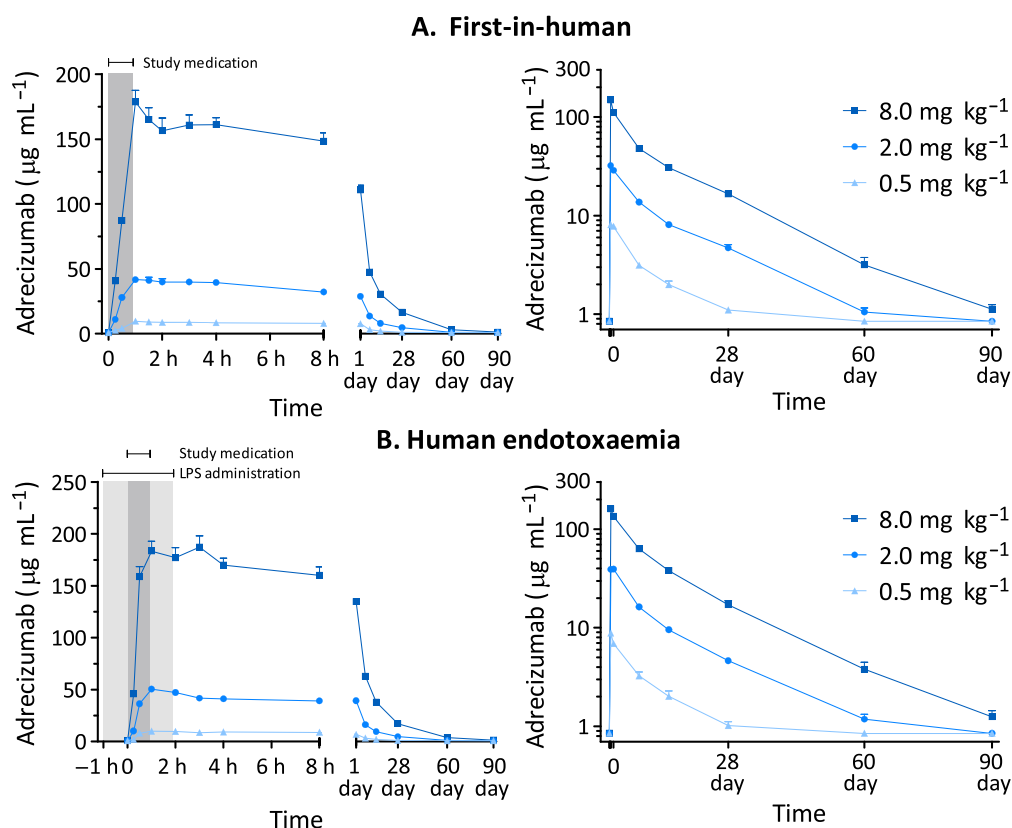 A. First-in-human
Study medication
Adrecizumab (µg mL⁻¹)
200
150
100
50
0
0 2 h 4 h 6 h 8 h 1 day 28 day 60 day 90 day
Time
Adrecizumab (µg mL⁻¹)
300
100
10
1
0 28 day 60 day 90 day
Time
8.0 mg kg⁻¹
2.0 mg kg⁻¹
0.5 mg kg⁻¹
B. Human endotoxaemia
Study medication
LPS administration
Adrecizumab (µg mL⁻¹)
250
200
150
100
50
0
−1 h 0 2 h 4 h 6 h 8 h 1 day 28 day 60 day 90 day
Time
Adrecizumab (µg mL⁻¹)
300
100
10
1
0 28 day 60 day 90 day
Time
8.0 mg kg⁻¹
2.0 mg kg⁻¹
0.5 mg kg⁻¹